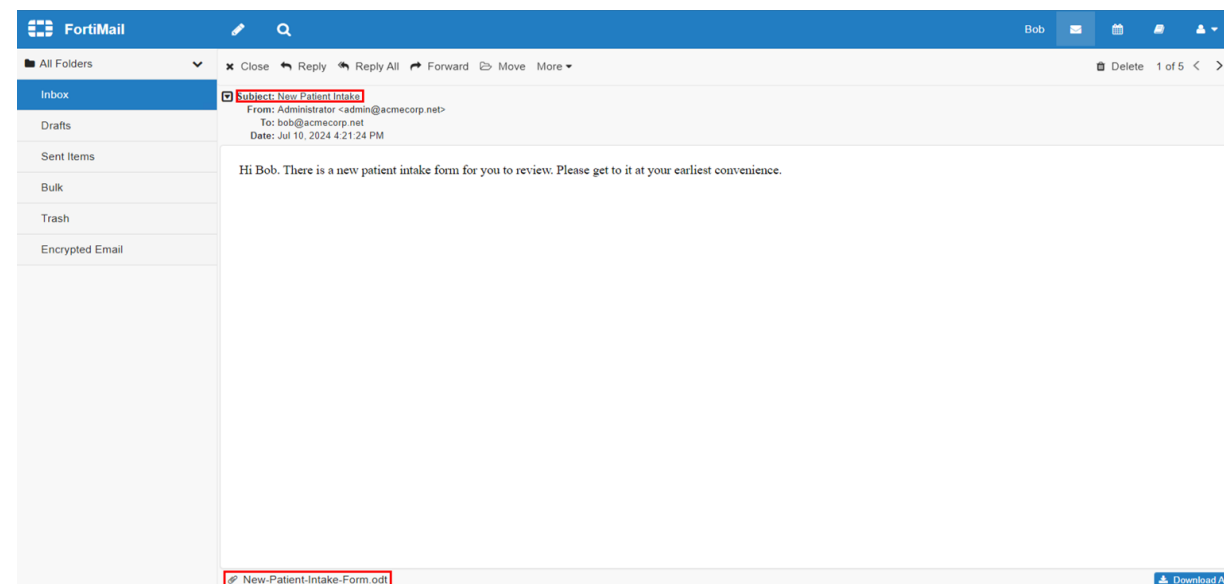 FortiMail
Bob
All Folders
Close Reply Reply All Forward Move More
Delete 1 of 5
Inbox
Drafts
Sent Items
Bulk
Trash
Encrypted Email
Subject: New Patient Intake
From: Administrator <admin@acmecorp.net>
To: bob@acmecorp.net
Date: Jul 10, 2024 4:21:24 PM
Hi Bob. There is a new patient intake form for you to review. Please get to it at your earliest convenience.
New-Patient-Intake-Form.odt
Download